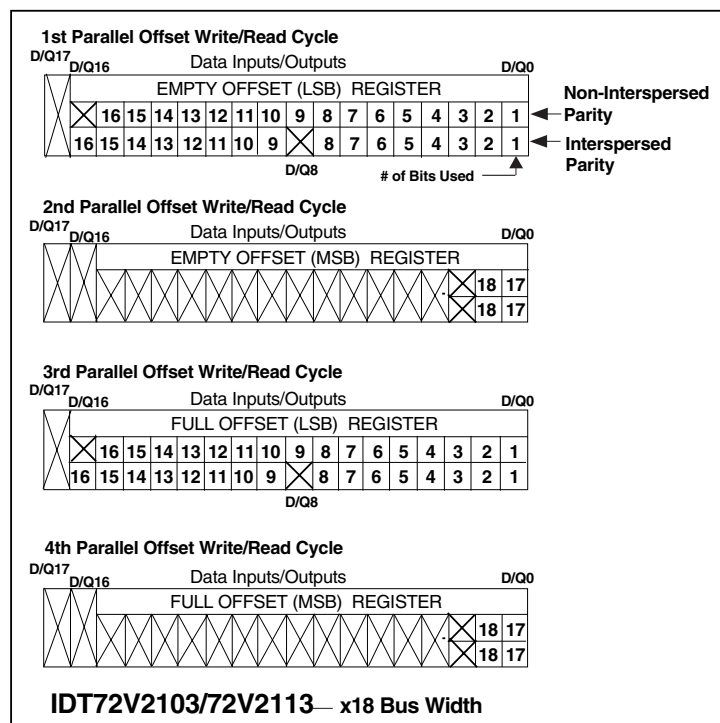 1st Parallel Offset Write/Read Cycle
D/Q17 D/Q16 Data Inputs/Outputs D/Q0
EMPTY OFFSET (LSB) REGISTER
16 15 14 13 12 11 10 9 8 7 6 5 4 3 2 1
Non-Interspersed
Parity
16 15 14 13 12 11 10 9 8 7 6 5 4 3 2 1
Interspersed
Parity
D/Q8
# of Bits Used
2nd Parallel Offset Write/Read Cycle
D/Q17 D/Q16 Data Inputs/Outputs D/Q0
EMPTY OFFSET (MSB) REGISTER
18 17
18 17
3rd Parallel Offset Write/Read Cycle
D/Q17 D/Q16 Data Inputs/Outputs D/Q0
FULL OFFSET (LSB) REGISTER
16 15 14 13 12 11 10 9 8 7 6 5 4 3 2 1
16 15 14 13 12 11 10 9 8 7 6 5 4 3 2 1
D/Q8
4th Parallel Offset Write/Read Cycle
D/Q17 D/Q16 Data Inputs/Outputs D/Q0
FULL OFFSET (MSB) REGISTER
18 17
18 17
IDT72V2103/72V2113— x18 Bus Width